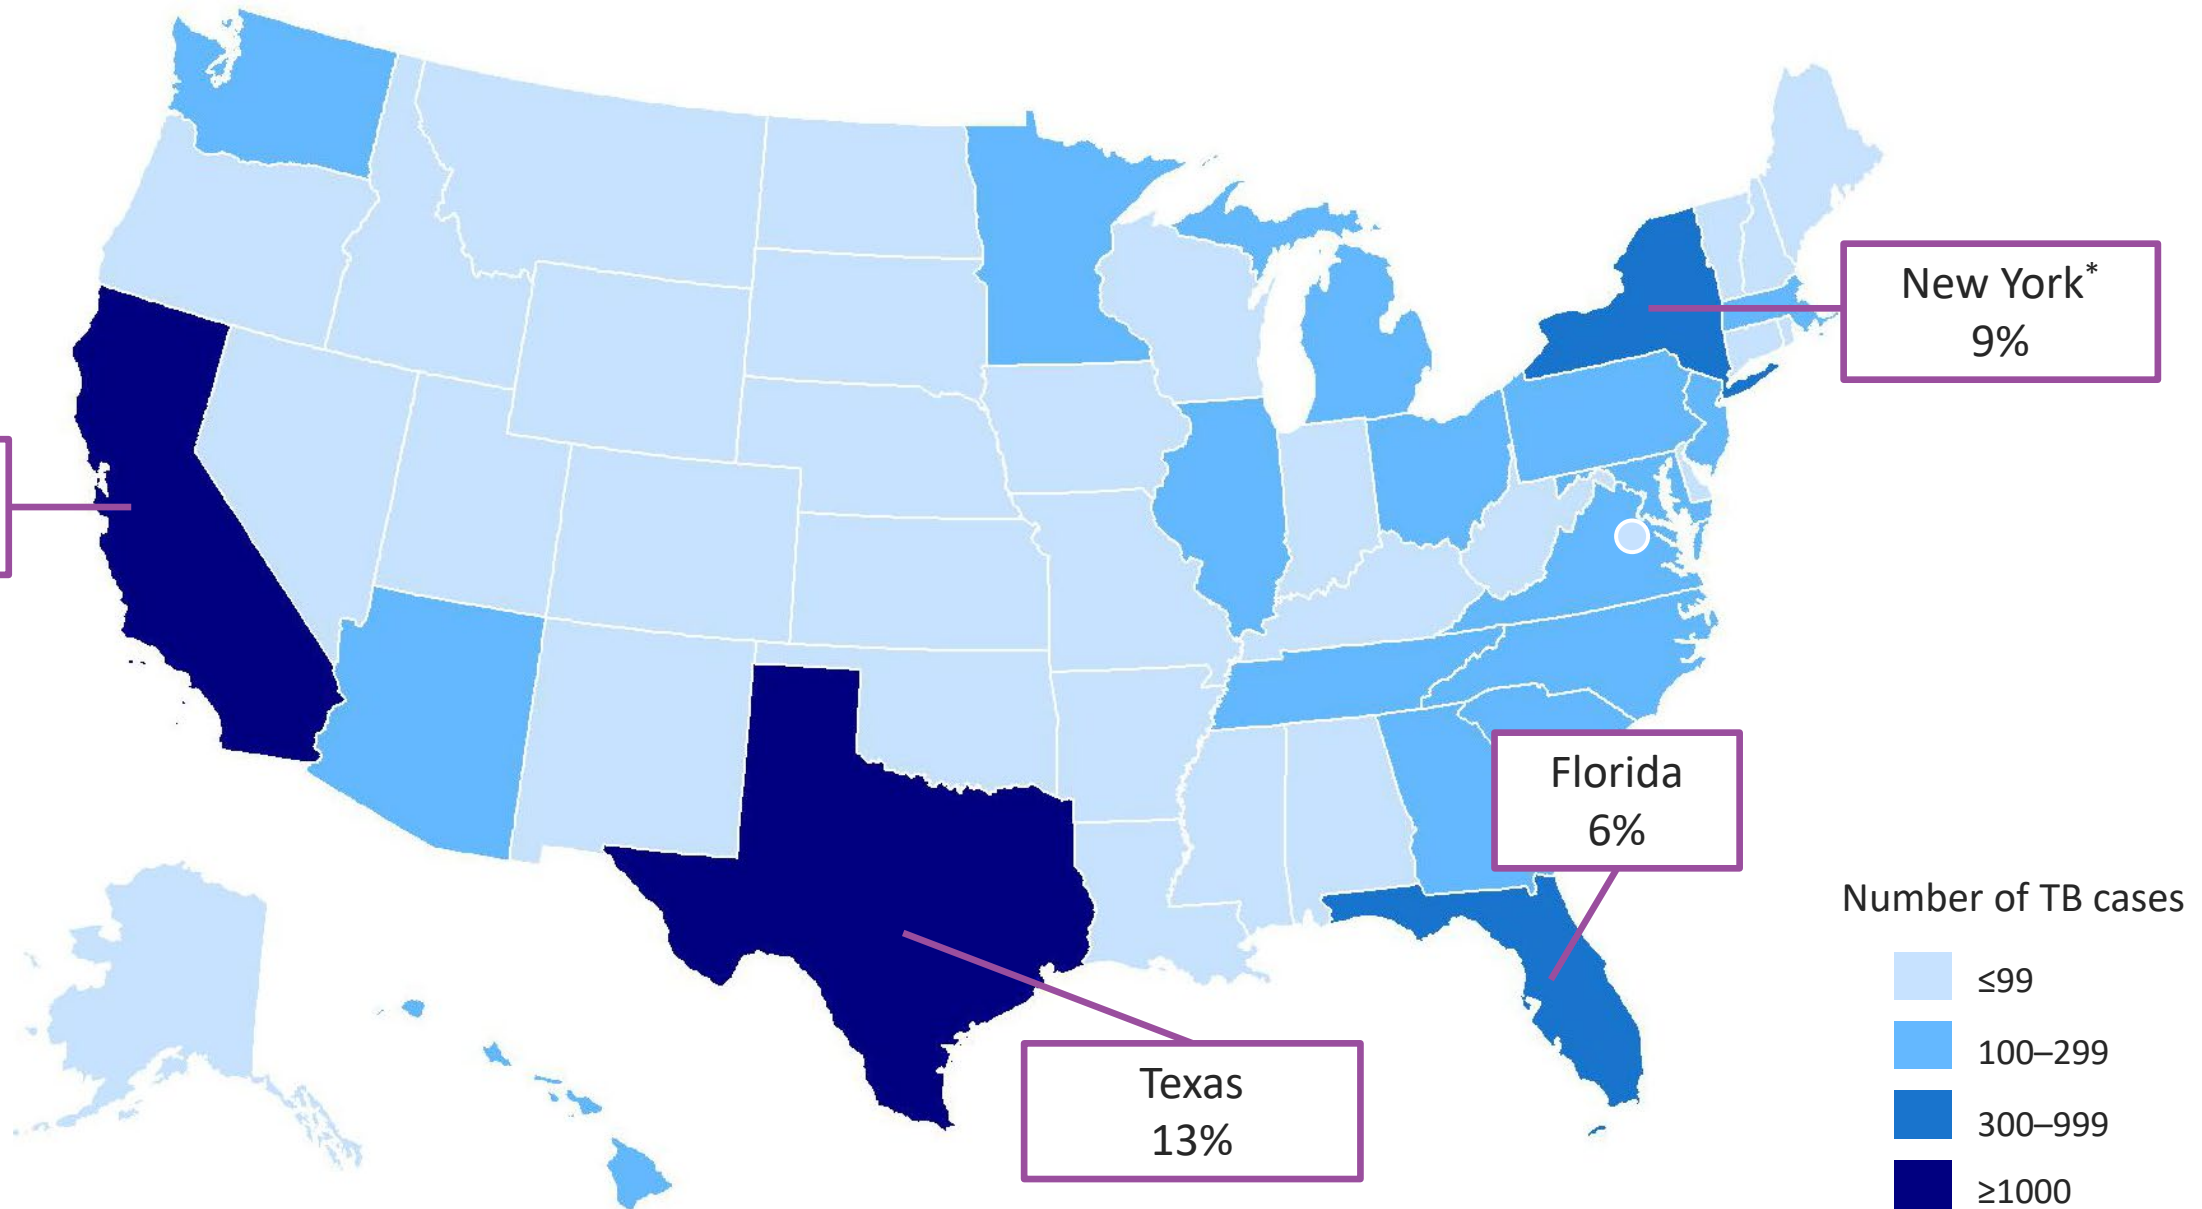 New York*
9%
Florida
6%
Texas
13%
Number of TB cases
≤99
100–299
300–999
≥1000